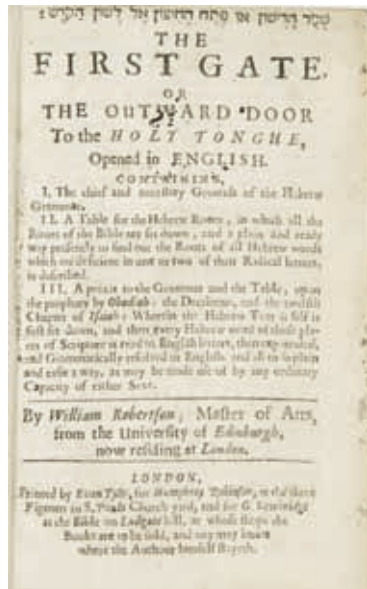 THE
FIRST GATE,
OR
THE OUTWARD DOOR
To the HOLY TONGUE,
Opened in ENGLISH.
CONTAINING,
I. The chief and necessary Grounds of the Hebrew
Grammar.
II. A Table for the Hebrew Roots, in which all the
Roots of the Bible are set down, and a plain and ready
way presently to find out the Roots of all Hebrew words
which are deficient in one or two of their Radical letters,
is described.
III. A praxis to the Grammar and the Table, upon
the prophecy by Obadiah: the Decalogue, and the
Chapter of Isaiah: Wherein the Hebrew Text it self is
first set down, and then every Hebrew word of those pla-
ces of Scripture is read in English letters, then expounded,
and Grammatically resolved in English, and all in so plain
and easie a way, as may be made use of by any ordinary
Capacity of either Sex.
By William Robertson, Master of Arts,
from the University of Edinburgh,
now residing at London.
LONDON,
Printed by Evan Tyler, for Humphrey Robinson, at the three
Pigeons in S. Pauls Church-yard, and for G. Sawbridge
at the Bible on Ludgate hill, at whose shops the
Books are to be sold, and any may know
where the Author himself stayeth.